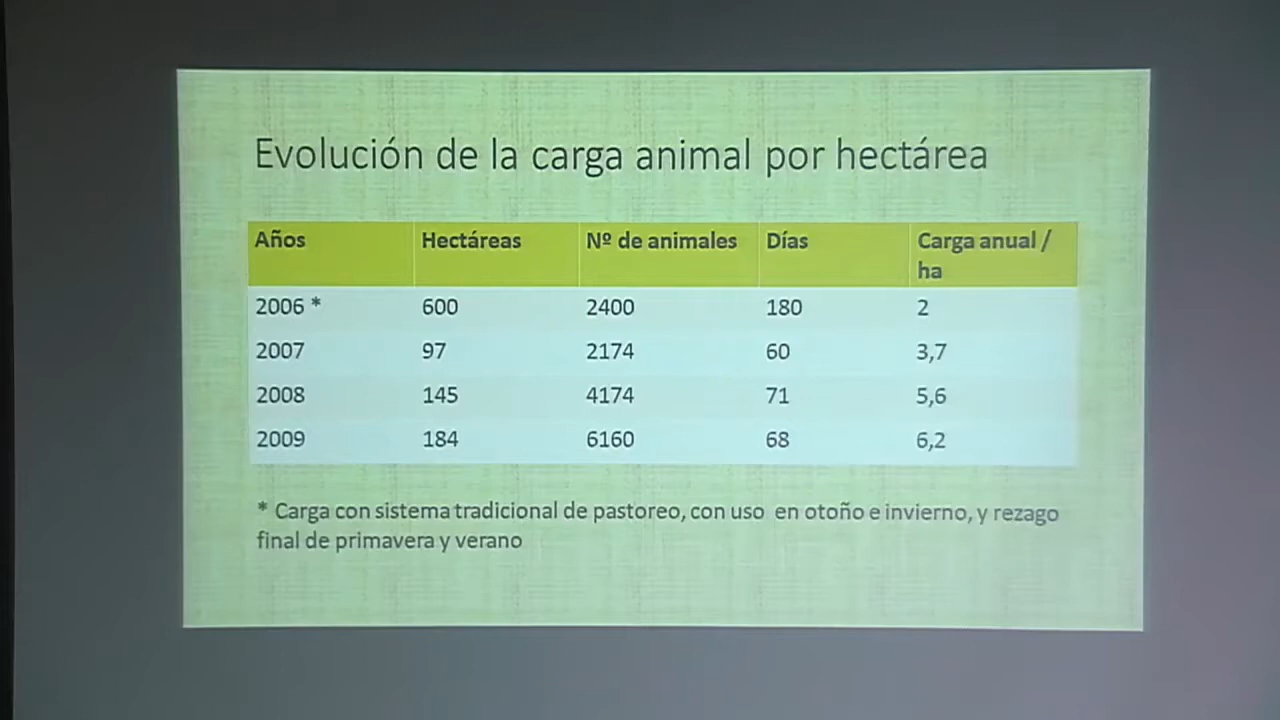 Evolución de la carga animal por hectárea
Años Hectáreas Nº de animales Días Carga anual / ha
2006 * 600 2400 180 2
2007 97 2174 60 3,7
2008 145 4174 71 5,6
2009 184 6160 68 6,2
* Carga con sistema tradicional de pastoreo, con uso en otoño e invierno, y rezago
final de primavera y verano